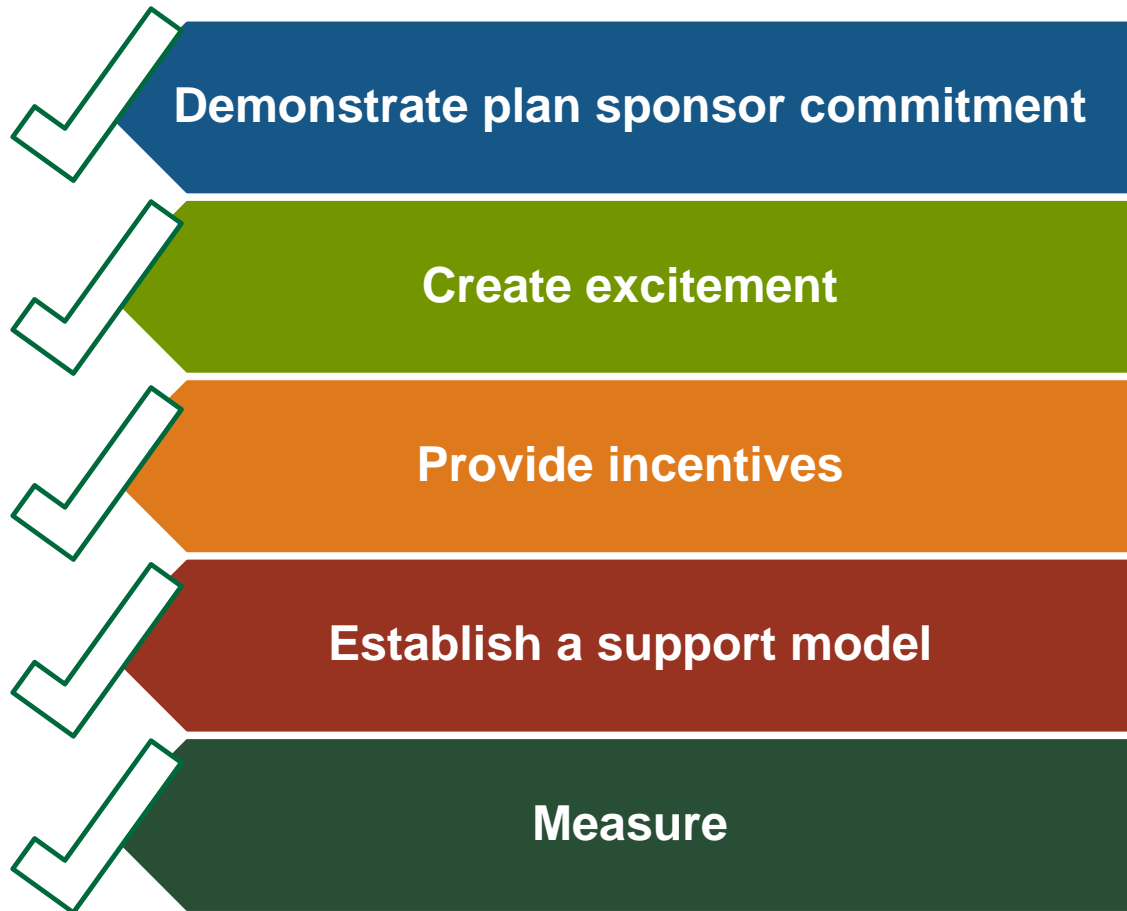 Demonstrate plan sponsor commitment
Create excitement
Provide incentives
Establish a support model
Measure